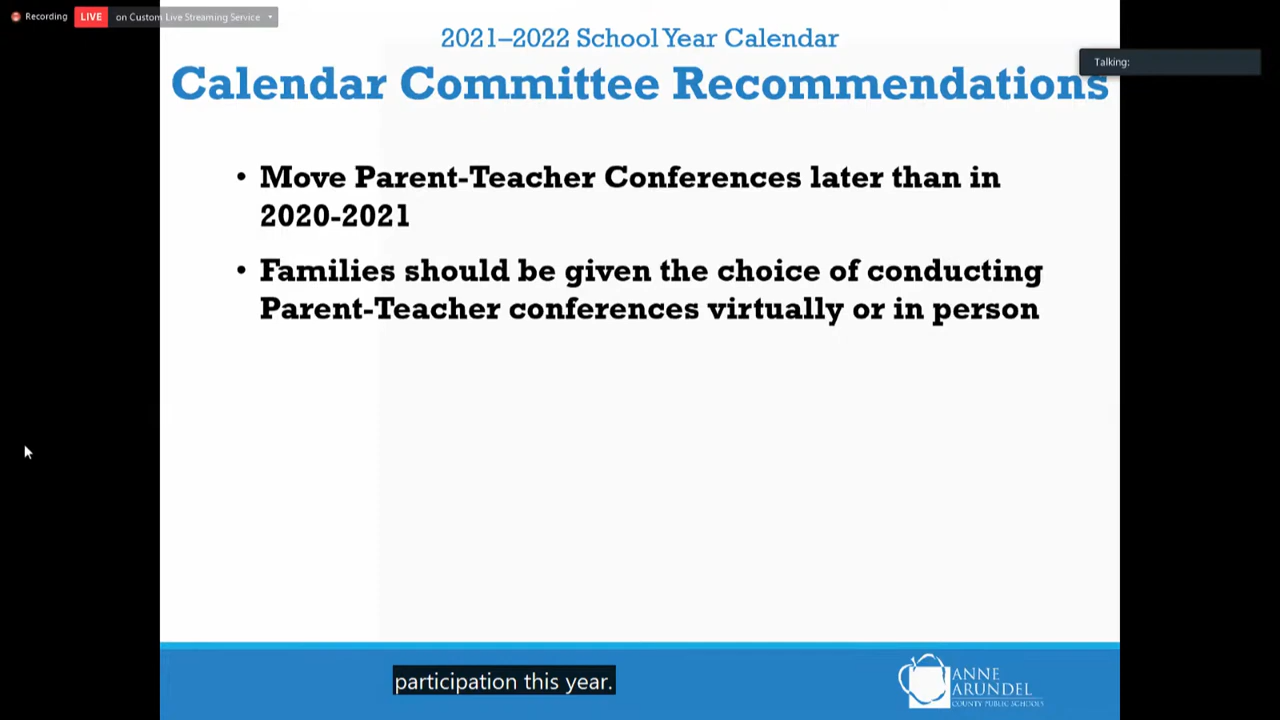 Recording
LIVE
on Custom Live Streaming Service
2021–2022 School Year Calendar
Talking:
Calendar Committee Recommendations
• Move Parent-Teacher Conferences later than in
2020-2021
• Families should be given the choice of conducting
Parent-Teacher conferences virtually or in person
participation this year.
ANNE
ARUNDEL
COUNTY PUBLIC SCHOOLS